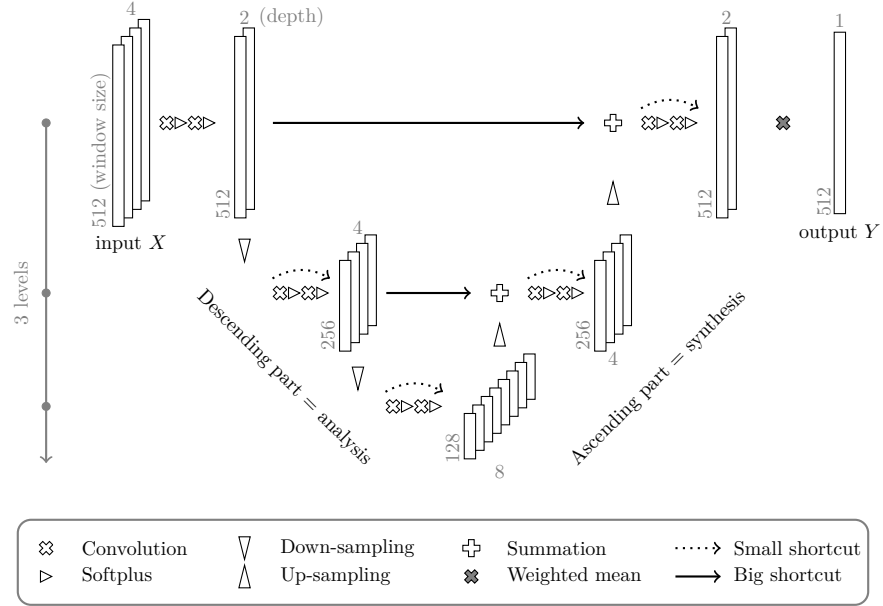 4
2 (depth)
2
1
512 (window size)
512
512
512
input X
output Y
3 levels
4
256
256
4
Descending part = analysis
Ascending part = synthesis
128
8
Convolution
Down-sampling
Summation
Small shortcut
Softplus
Up-sampling
Weighted mean
Big shortcut